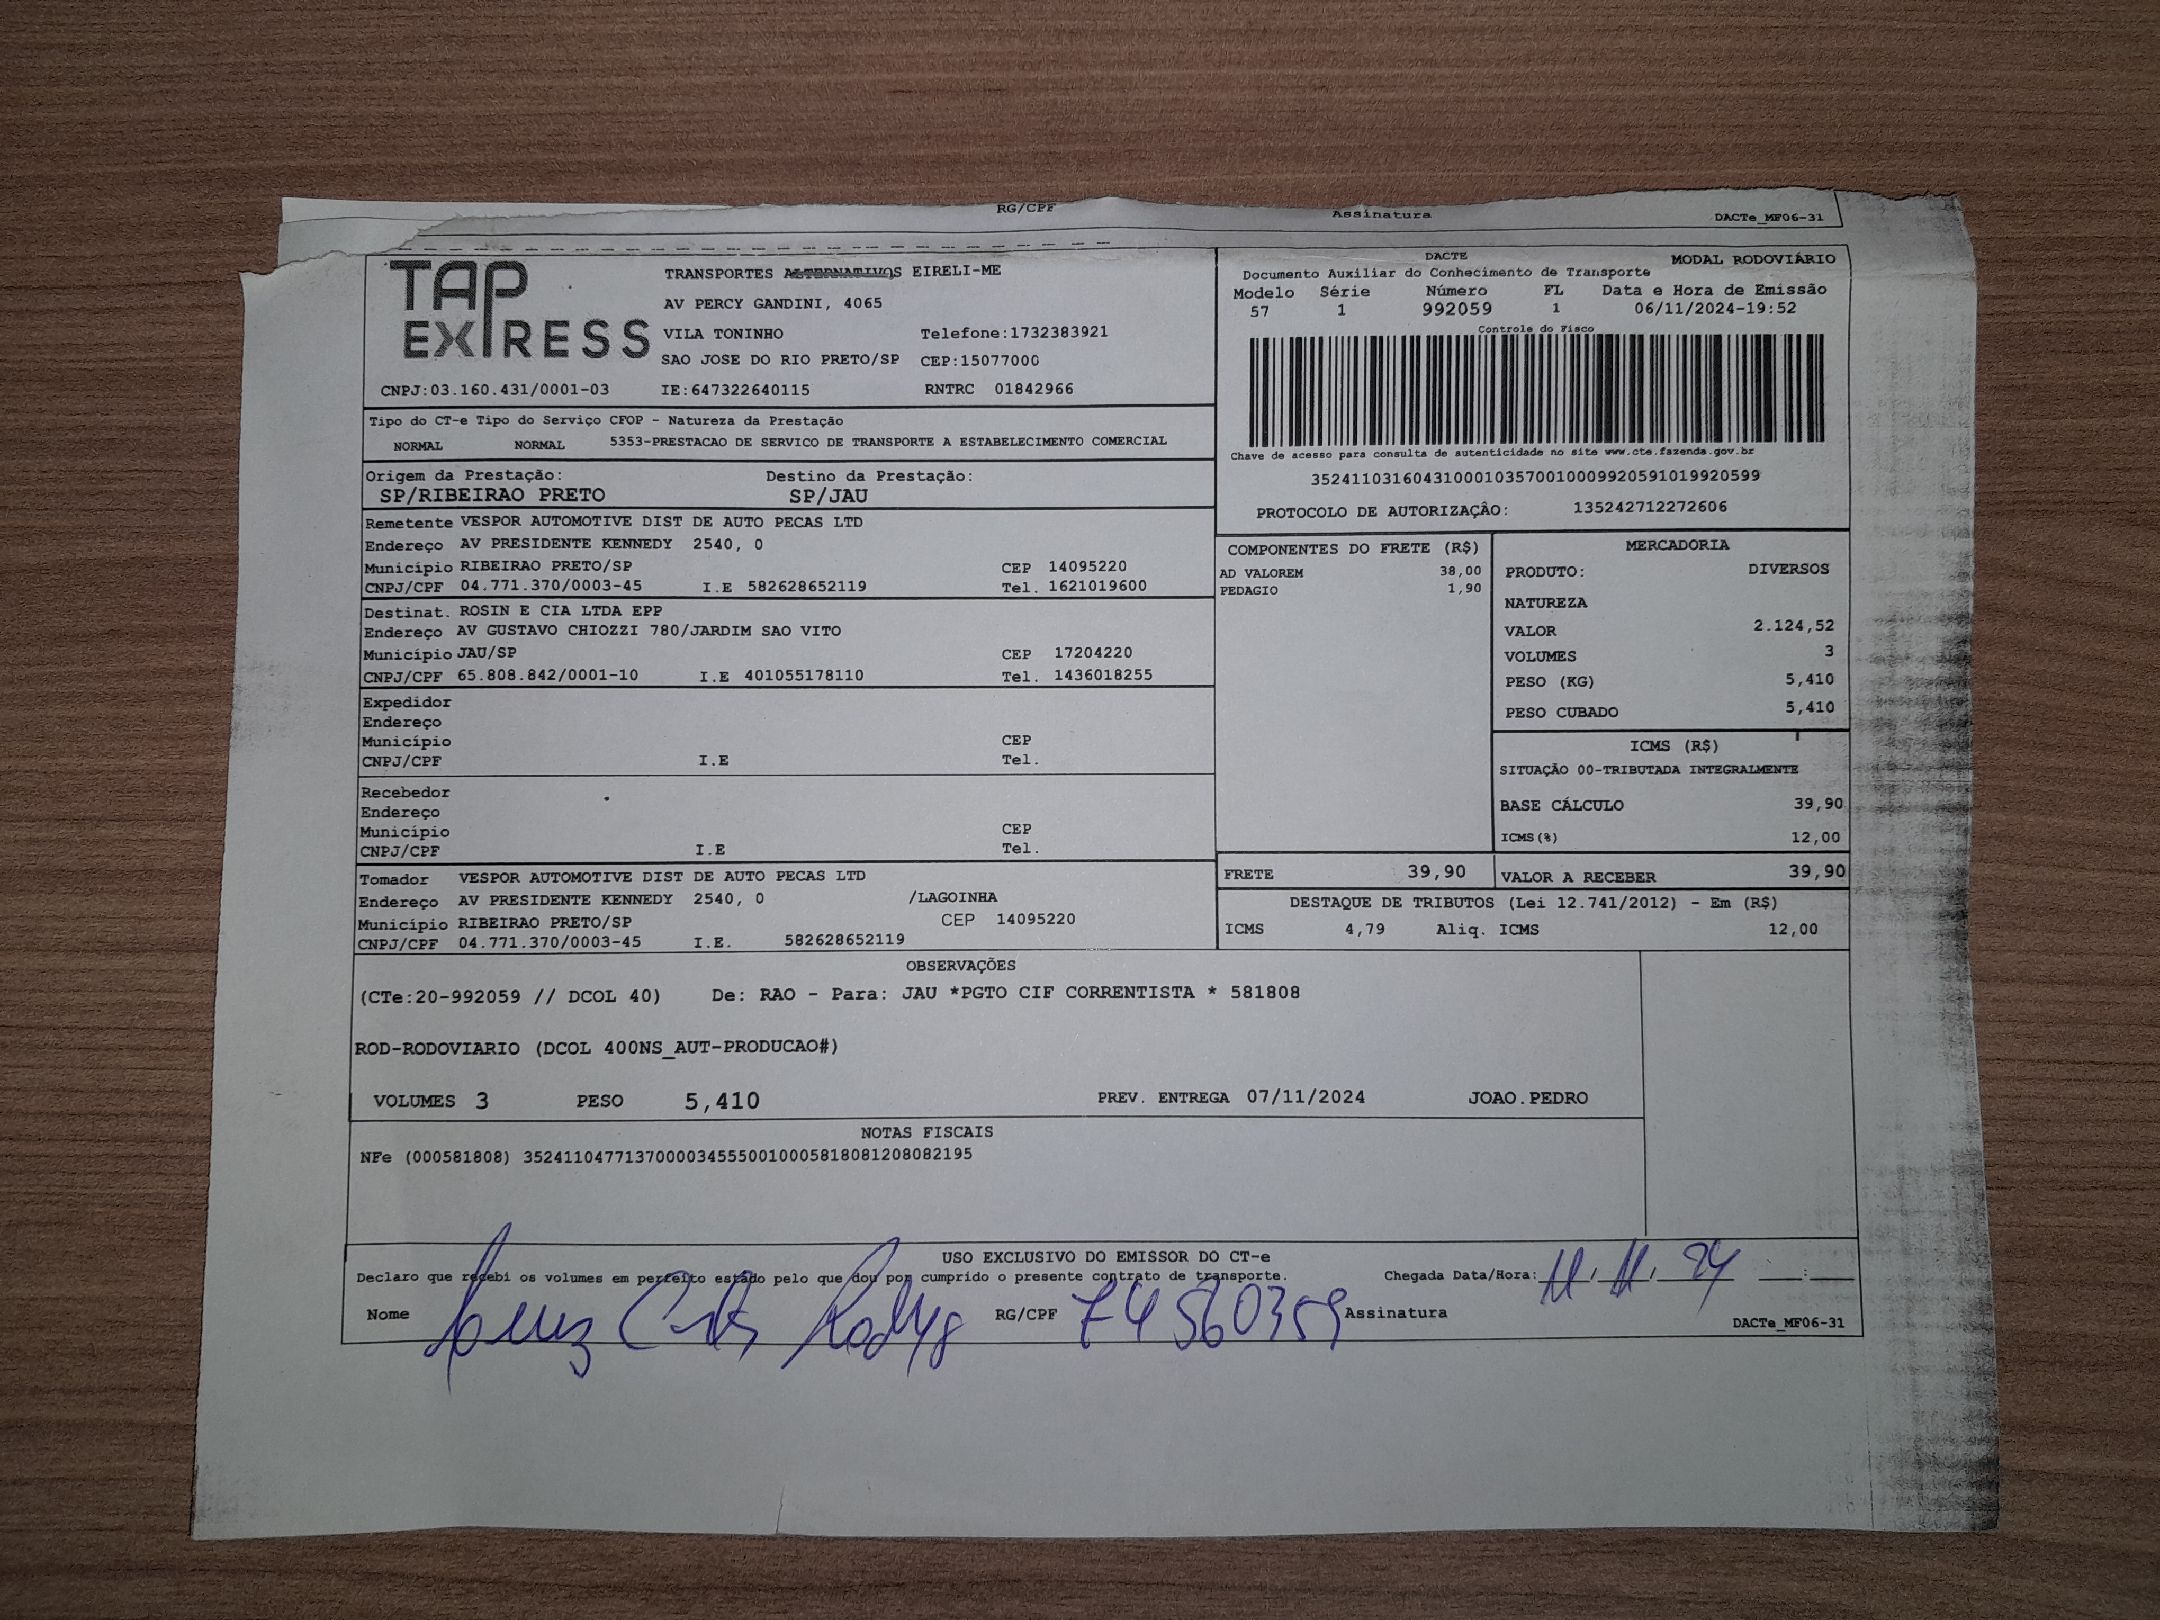 RG/CPF Assinatura DACTe_MF06-31
TAP
EXPRESS
TRANSPORTES ALTERNATIVOS EIRELI-ME
AV PERCY GANDINI, 4065
VILA TONINHO Telefone:1732383921
SAO JOSE DO RIO PRETO/SP CEP:15077000
CNPJ:03.160.431/0001-03 IE:647322640115 RNTRC 01842966
DACTE MODAL RODOVIÁRIO
Documento Auxiliar do Conhecimento de Transporte
Modelo Série Número FL Data e Hora de Emissão
57 1 992059 1 06/11/2024-19:52
Controle do Fisco
Chave de acesso para consulta de autenticidade no site www.cte.fazenda.gov.br
35241103160431000103570010009920591019920599
PROTOCOLO DE AUTORIZAÇÂO: 135242712272606
Tipo do CT-e Tipo do Serviço CFOP - Natureza da Prestação
NORMAL NORMAL 5353-PRESTACAO DE SERVICO DE TRANSPORTE A ESTABELECIMENTO COMERCIAL
Origem da Prestação: Destino da Prestação:
SP/RIBEIRAO PRETO SP/JAU
Remetente VESPOR AUTOMOTIVE DIST DE AUTO PECAS LTD
Endereço AV PRESIDENTE KENNEDY 2540, 0
Município RIBEIRAO PRETO/SP CEP 14095220
CNPJ/CPF 04.771.370/0003-45 I.E 582628652119 Tel. 1621019600
Destinat. ROSIN E CIA LTDA EPP
Endereço AV GUSTAVO CHIOZZI 780/JARDIM SAO VITO
Município JAU/SP CEP 17204220
CNPJ/CPF 65.808.842/0001-10 I.E 401055178110 Tel. 1436018255
Expedidor
Endereço
Município CEP
CNPJ/CPF I.E Tel.
Recebedor
Endereço
Município CEP
CNPJ/CPF I.E Tel.
Tomador VESPOR AUTOMOTIVE DIST DE AUTO PECAS LTD
Endereço AV PRESIDENTE KENNEDY 2540, 0 /LAGOINHA
Município RIBEIRAO PRETO/SP CEP 14095220
CNPJ/CPF 04.771.370/0003-45 I.E. 582628652119
COMPONENTES DO FRETE (R$)
AD VALOREM 38,00
PEDAGIO 1,90
MERCADORIA
PRODUTO: DIVERSOS
NATUREZA
VALOR 2.124,52
VOLUMES 3
PESO (KG) 5,410
PESO CUBADO 5,410
ICMS (R$)
SITUAÇÃO 00-TRIBUTADA INTEGRALMENTE
BASE CÁLCULO 39,90
ICMS(%) 12,00
FRETE 39,90 VALOR A RECEBER 39,90
DESTAQUE DE TRIBUTOS (Lei 12.741/2012) - Em (R$)
ICMS 4,79 Aliq. ICMS 12,00
OBSERVAÇÕES
(CTe:20-992059 // DCOL 40) De: RAO - Para: JAU *PGTO CIF CORRENTISTA * 581808
ROD-RODOVIARIO (DCOL 400NS_AUT-PRODUCAO#)
VOLUMES 3 PESO 5,410 PREV. ENTREGA 07/11/2024 JOAO.PEDRO
NOTAS FISCAIS
NFe (000581808) 35241104771370000345550010005818081208082195
USO EXCLUSIVO DO EMISSOR DO CT-e
Declaro que recebi os volumes em perfeito estado pelo que dou por cumprido o presente contrato de transporte. Chegada Data/Hora: 11/11/24 __:__
Nome RG/CPF 74560359 Assinatura
DACTe_MF06-31